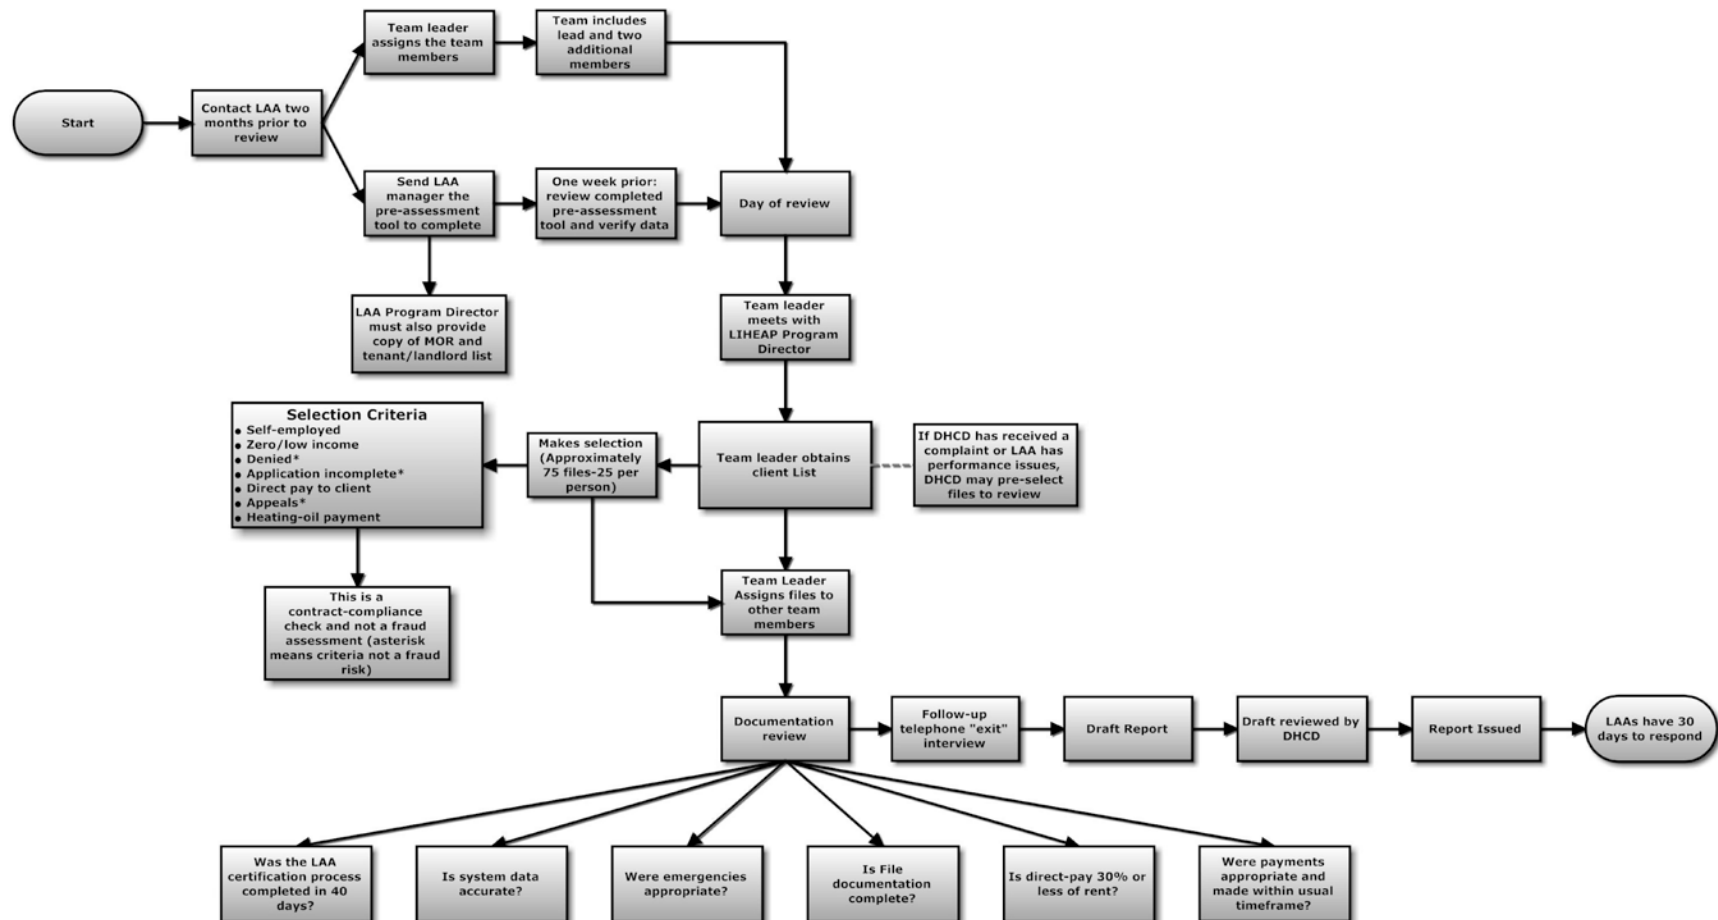 Start
Contact LAA two
months prior to
review
Team leader
assigns the team
members
Team includes
lead and two
additional
members
Send LAA
manager the
pre-assessment
tool to complete
One week prior:
review completed
pre-assessment
tool and verify data
Day of review
LAA Program Director
must also provide
copy of MOR and
tenant/landlord list
Team leader
meets with
LIHEAP Program
Director
Selection Criteria
● Self-employed
● Zero/low income
● Denied*
● Application incomplete*
● Direct pay to client
● Appeals*
● Heating-oil payment
Makes selection
(Approximately
75 files-25 per
person)
Team leader obtains
client List
If DHCD has received a
complaint or LAA has
performance issues,
DHCD may pre-select
files to review
This is a
contract-compliance
check and not a fraud
assessment (asterisk
means criteria not a fraud
risk)
Team Leader
Assigns files to
other team
members
Documentation
review
Follow-up
telephone "exit"
interview
Draft Report
Draft reviewed by
DHCD
Report Issued
LAAs have 30
days to respond
Was the LAA
certification process
completed in 40
days?
Is system data
accurate?
Were emergencies
appropriate?
Is File
documentation
complete?
Is direct-pay 30% or
less of rent?
Were payments
appropriate and
made within usual
timeframe?